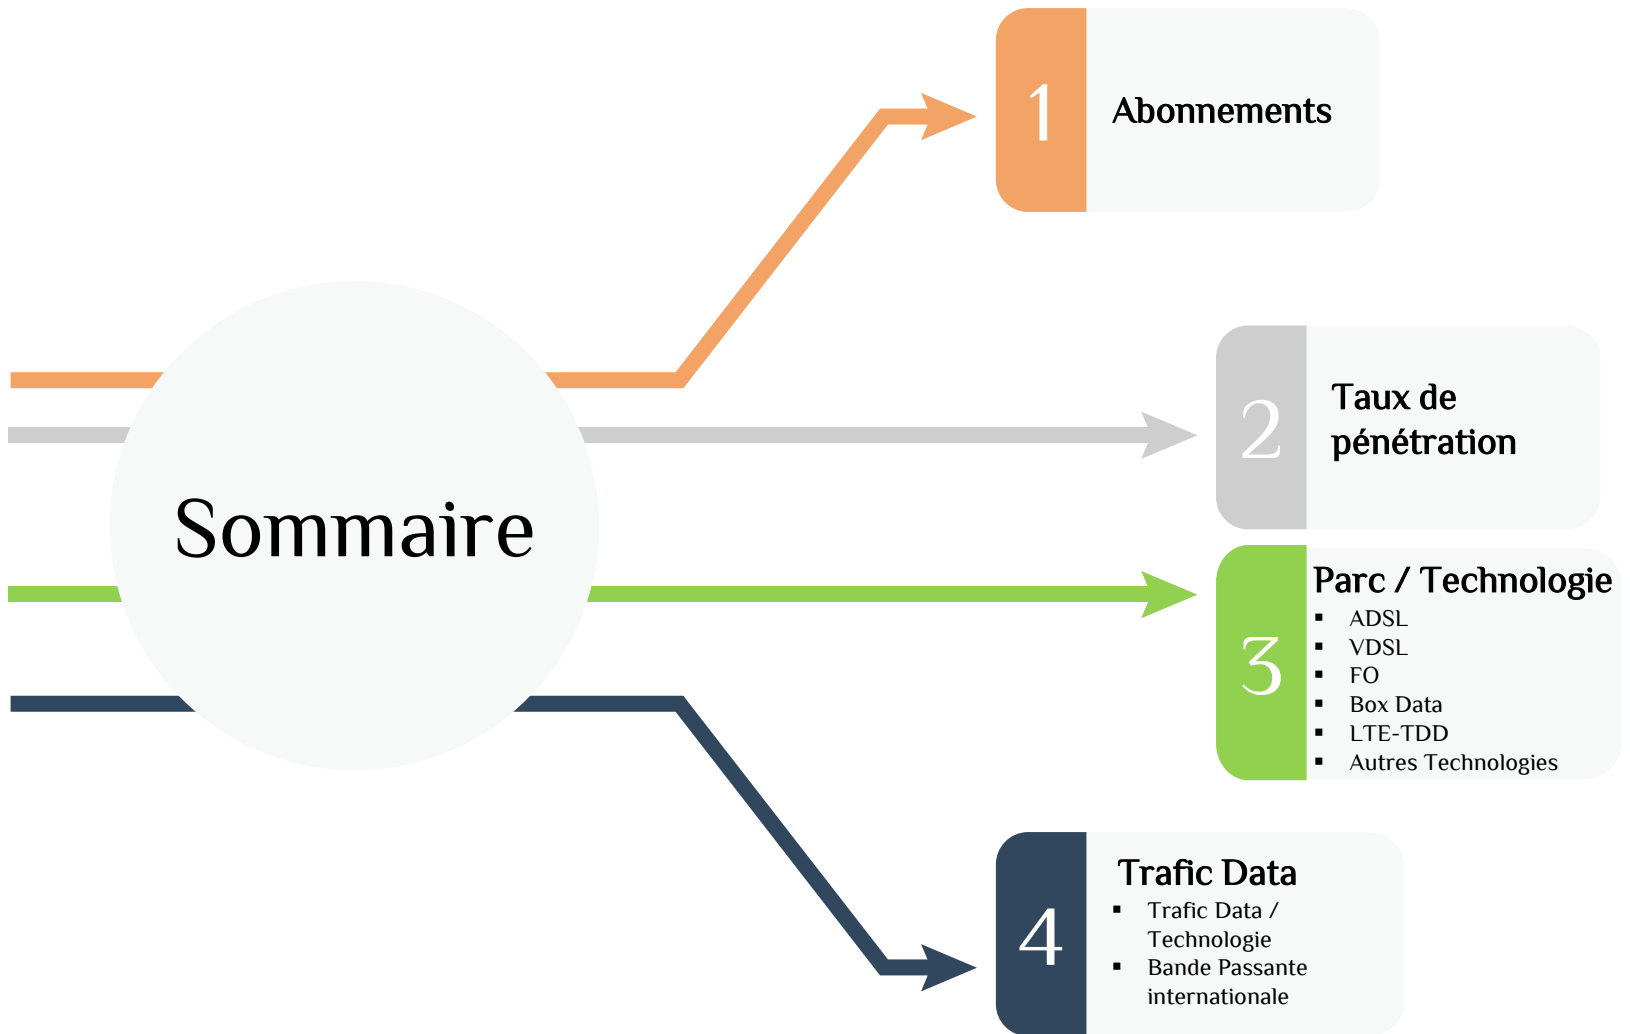 Sommaire
1
Abonnements
2
Taux de
pénétration
3
Parc / Technologie
▪ ADSL
▪ VDSL
▪ FO
▪ Box Data
▪ LTE-TDD
▪ Autres Technologies
4
Trafic Data
▪ Trafic Data /
Technologie
▪ Bande Passante
internationale